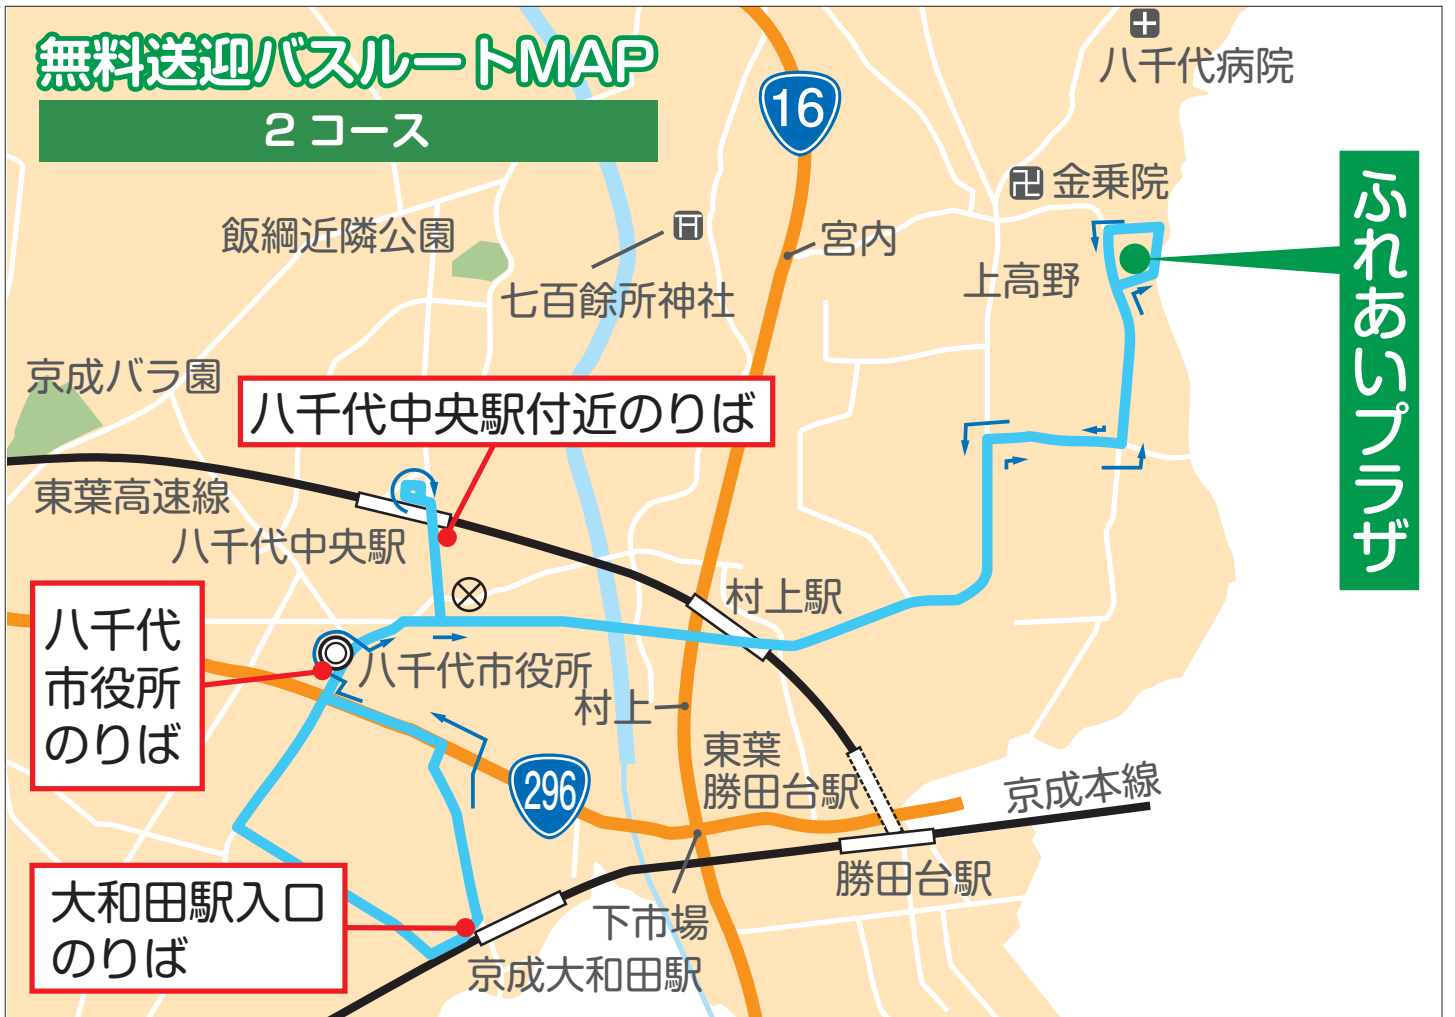 無料送迎バスルートMAP
2 コース
八千代病院
16
金乗院
ふれあいプラザ
飯綱近隣公園
宮内
上高野
七百餘所神社
京成バラ園
八千代中央駅付近のりば
東葉高速線
八千代中央駅
村上駅
八千代
市役所
のりば
八千代市役所
村上
東葉
勝田台駅
296
京成本線
勝田台駅
大和田駅入口
のりば
下市場
京成大和田駅